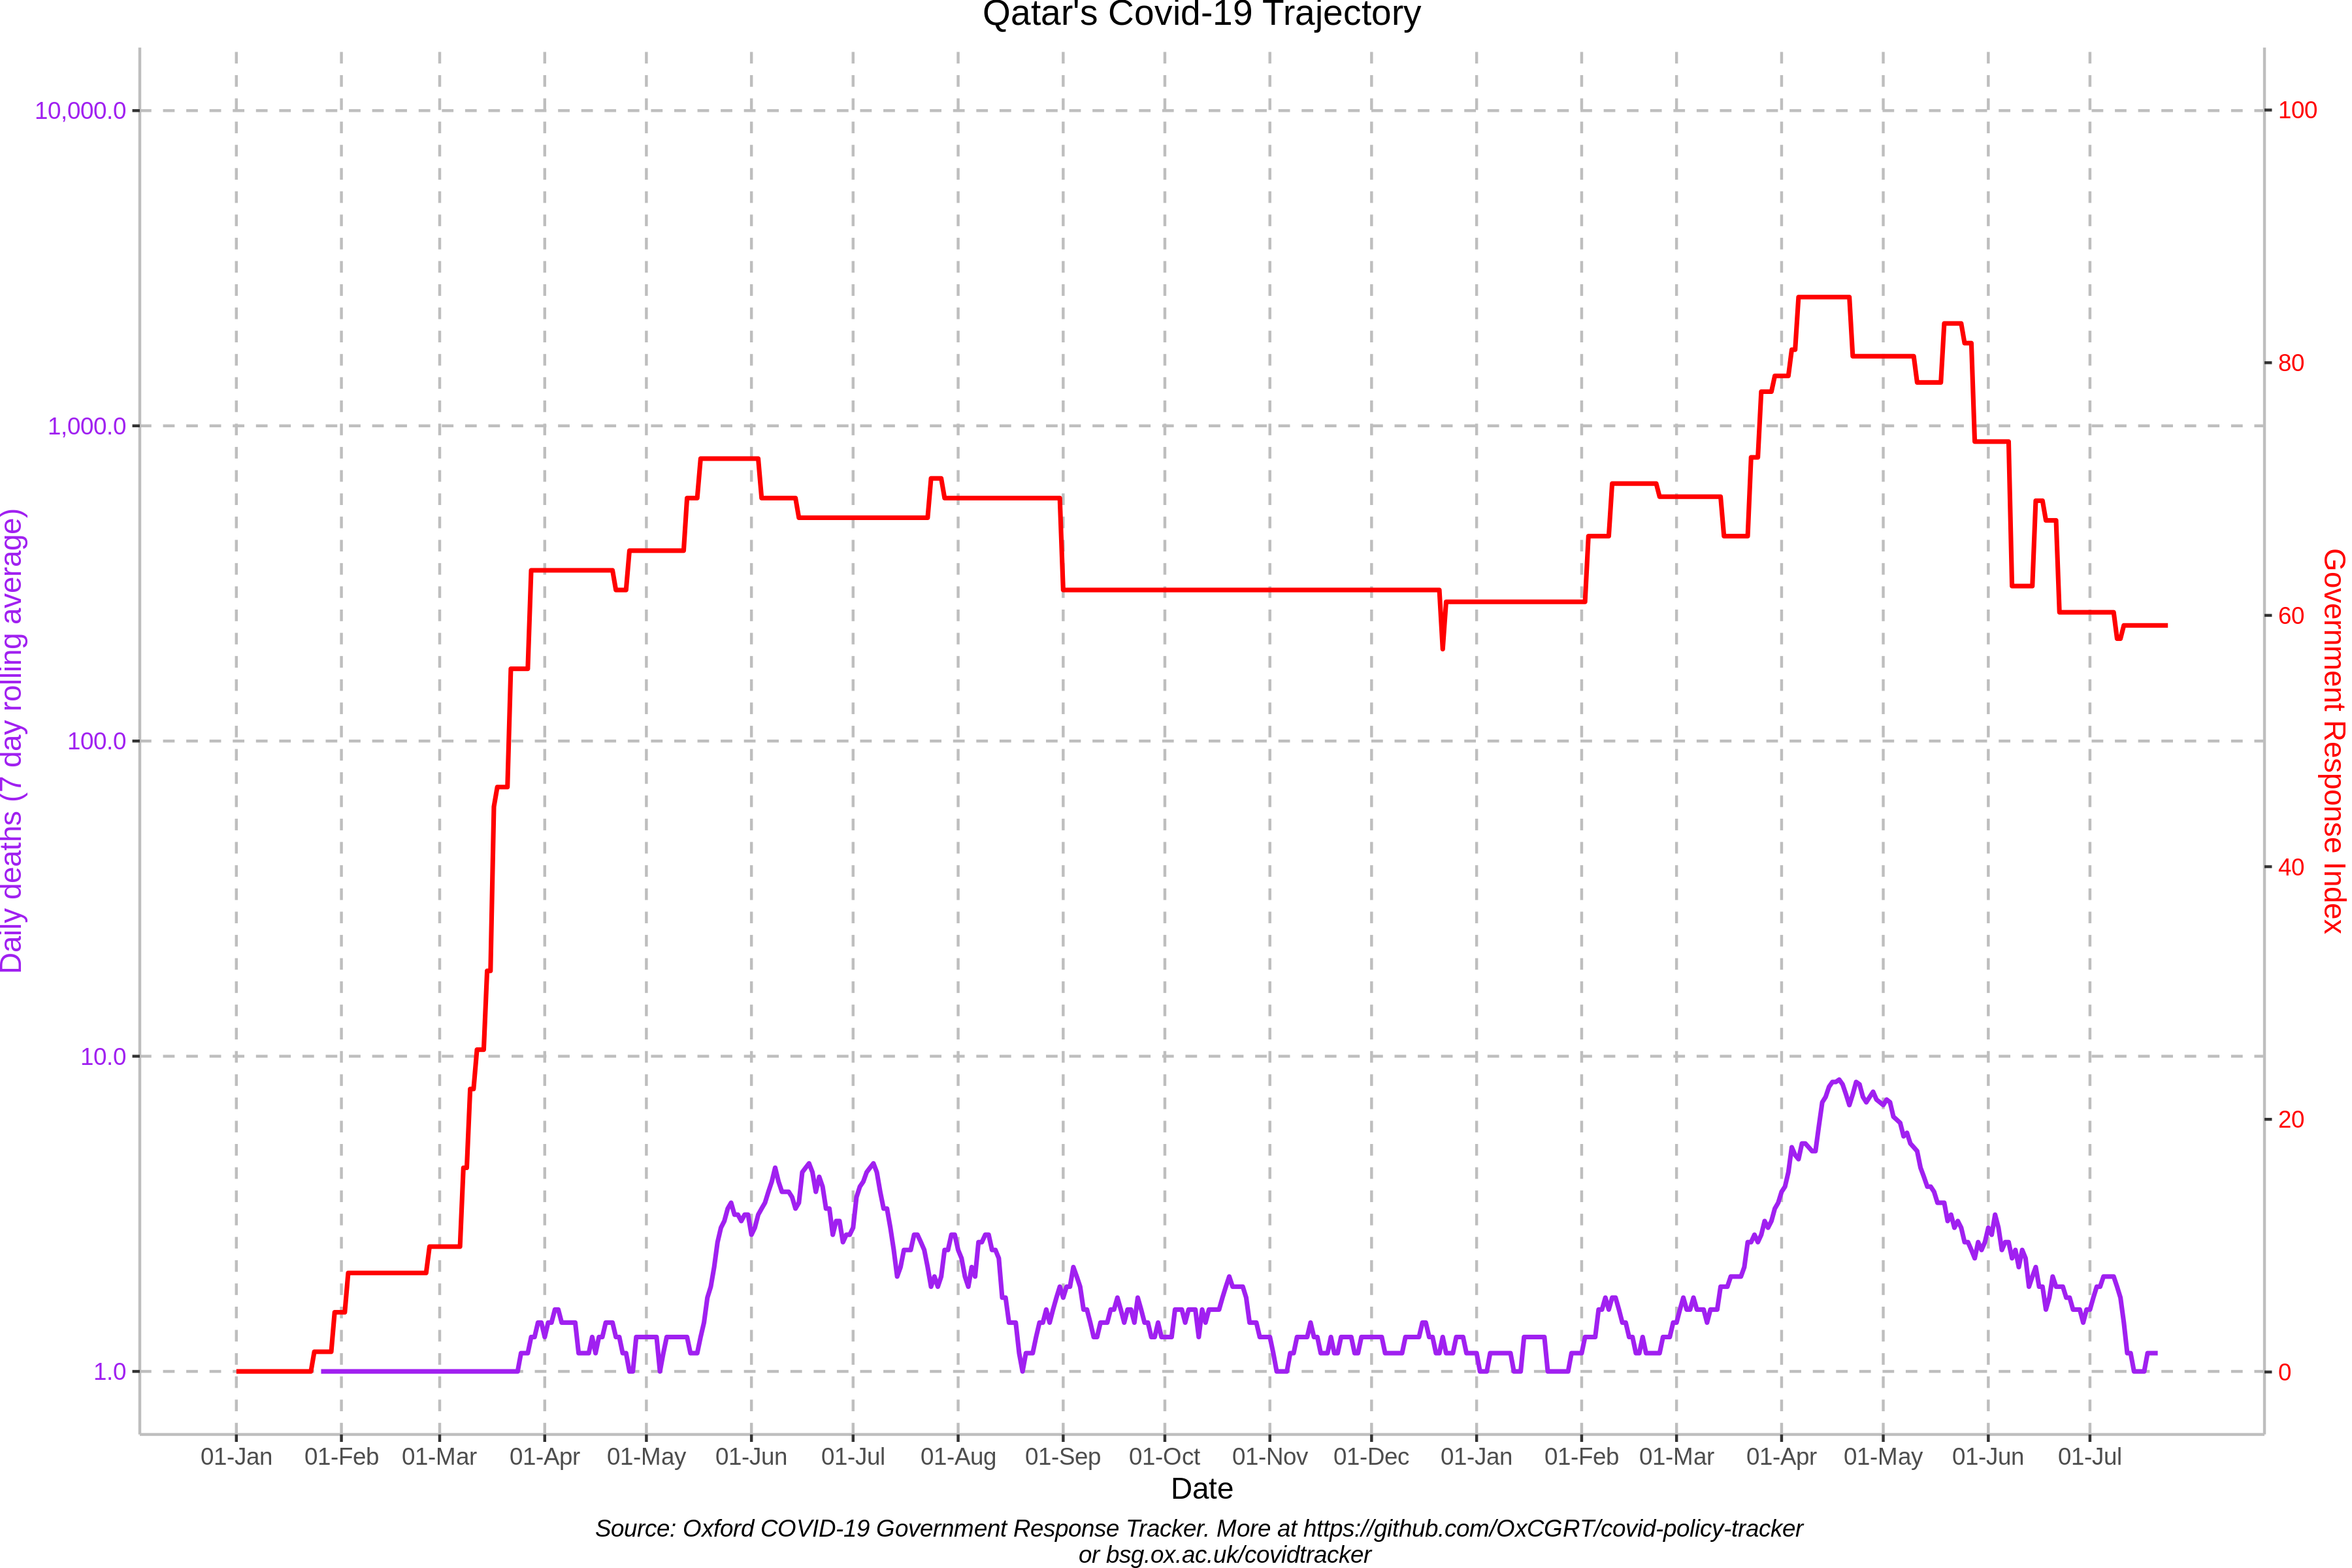 Qatar's Covid-19 Trajectory
10,000.0
1,000.0
100.0
10.0
1.0
Daily deaths (7 day rolling average)
100
80
60
40
20
0
Government Response Index
01-Jan 01-Feb 01-Mar 01-Apr 01-May 01-Jun 01-Jul 01-Aug 01-Sep 01-Oct 01-Nov 01-Dec 01-Jan 01-Feb 01-Mar 01-Apr 01-May 01-Jun 01-Jul
Date
Source: Oxford COVID-19 Government Response Tracker. More at https://github.com/OxCGRT/covid-policy-tracker
or bsg.ox.ac.uk/covidtracker